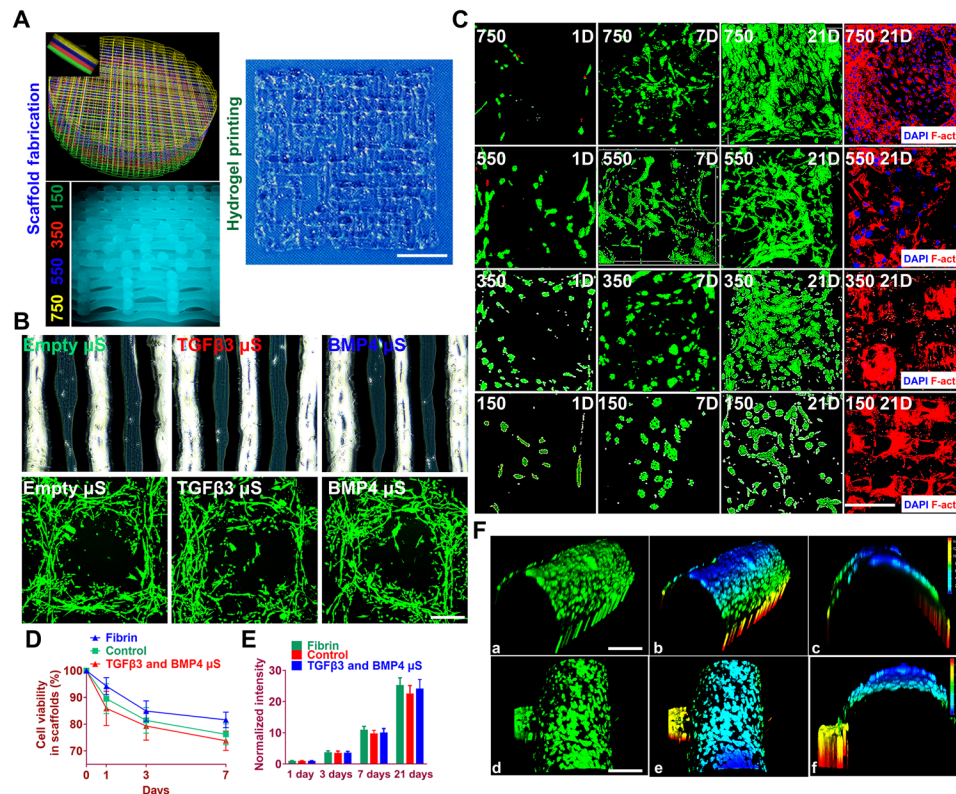 A
Scaffold fabrication
150
350
550
750
Hydrogel printing
B
Empty µS
TGFβ3 µS
BMP4 µS
Empty µS
TGFβ3 µS
BMP4 µS
C
750 1D
750 7D
750 21D
750 21D
DAPI F-act
550 1D
550 7D
550 21D
550 21D
DAPI F-act
350 1D
350 7D
350 21D
350 21D
DAPI F-act
150 1D
150 7D
150 21D
150 21D
DAPI F-act
D
Fibrin
Control
TGFβ3 and BMP4 µS
Cell viability
in scaffolds (%)
100
90
80
70
0 1 3 7
Days
E
Fibrin
Control
TGFβ3 and BMP4 µS
Normalized intensity
30
20
10
0
1 day 3 days 7 days 21 days
F
a
b
c
d
e
f